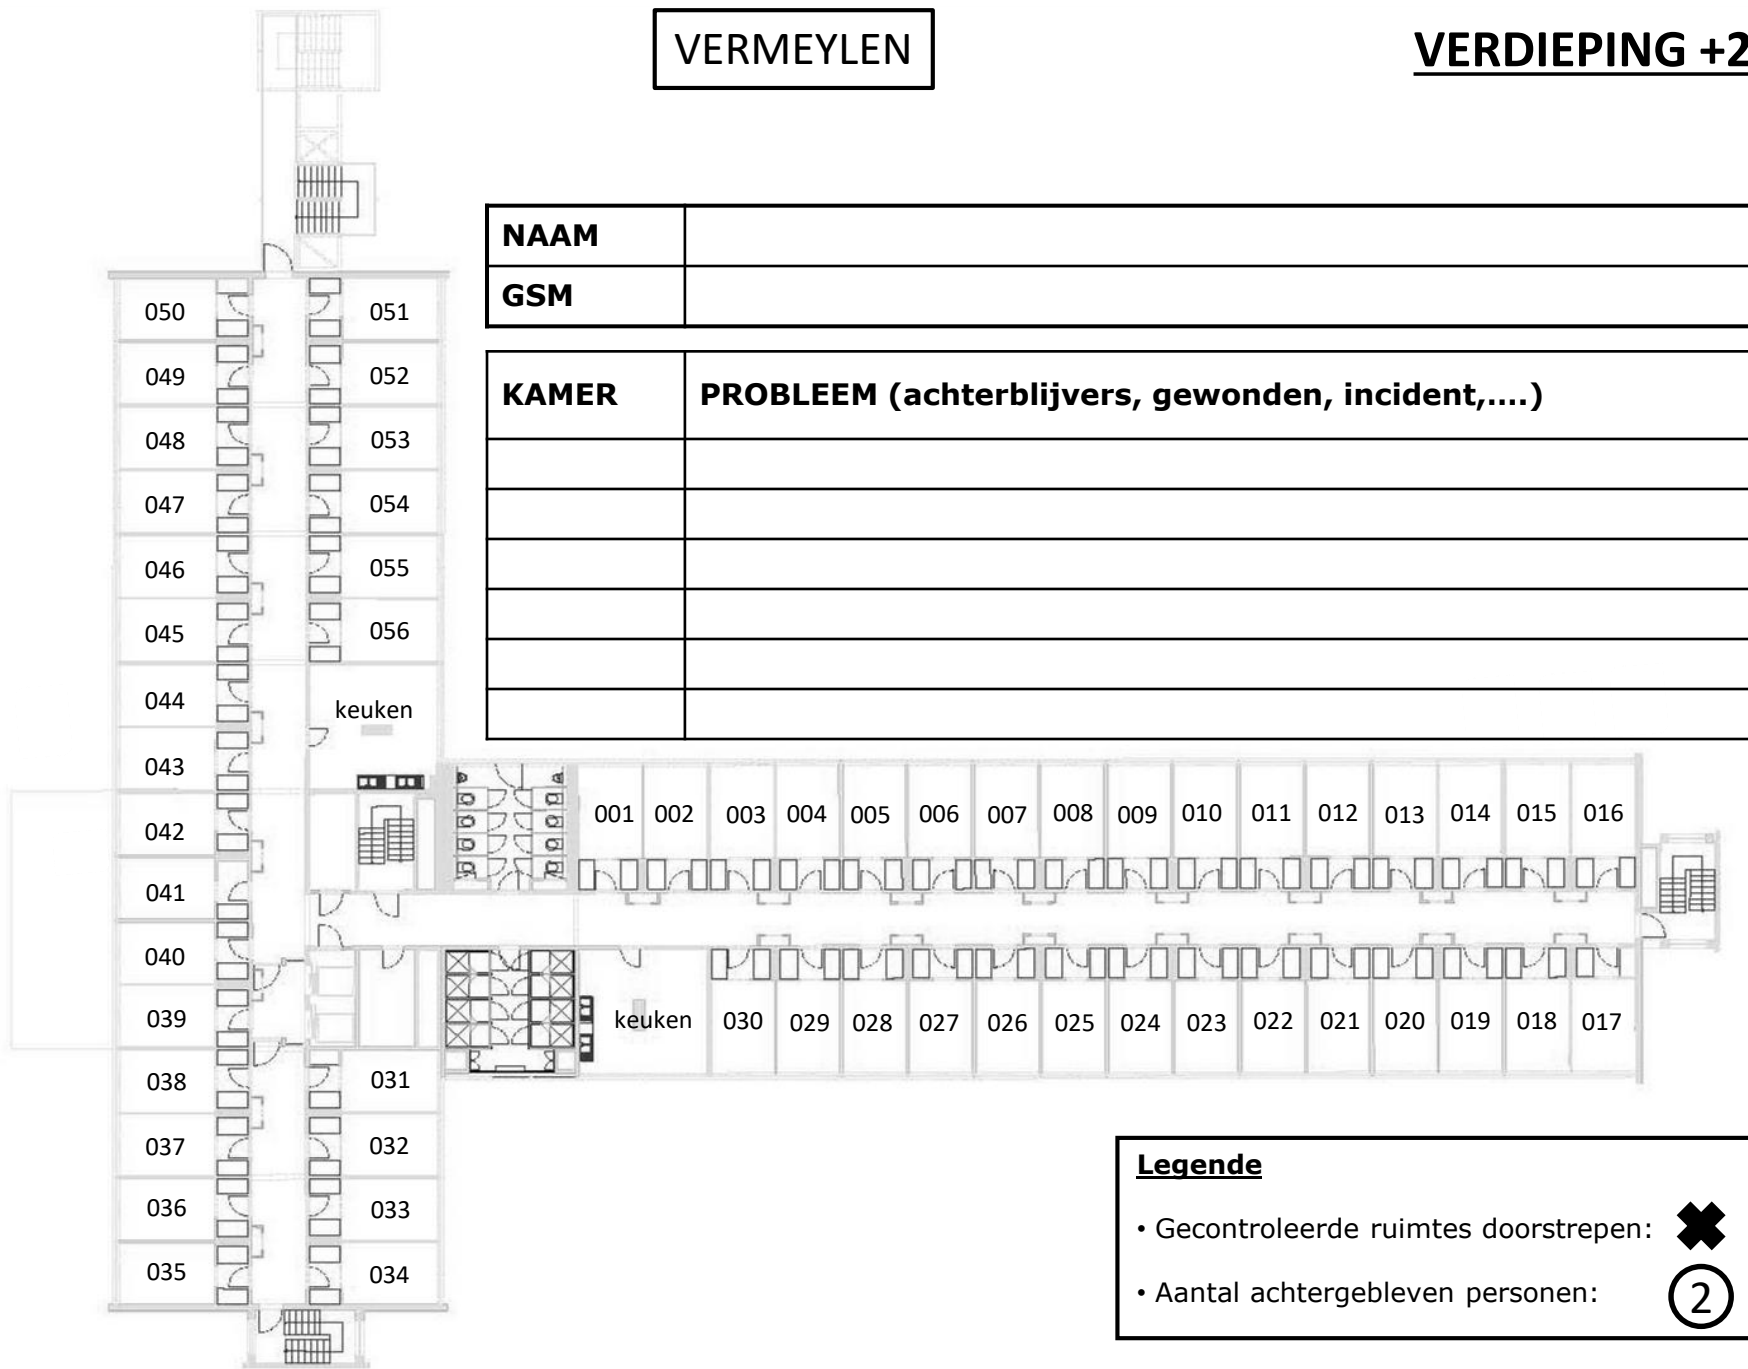 VERMEYLEN
VERDIEPING +2
NAAM
GSM
KAMER PROBLEEM (achterblijvers, gewonden, incident,....)
050 051
049 052
048 053
047 054
046 055
045 056
044 keuken
043
042
041
040
039
038 031
037 032
036 033
035 034
001 002 003 004 005 006 007 008 009 010 011 012 013 014 015 016
keuken 030 029 028 027 026 025 024 023 022 021 020 019 018 017
Legende
• Gecontroleerde ruimtes doorstrepen:
• Aantal achtergebleven personen: 2